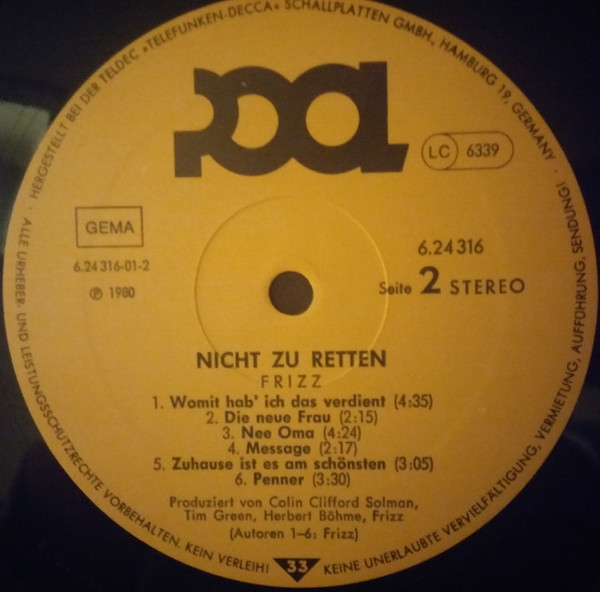 HERGESTELLT BEI DER TELDEC »TELEFUNKEN-DECCA« SCHALLPLATTEN GMBH, HAMBURG 19, GERMANY ·
POOL
LC 6339
GEMA
6.24316-01-2
℗ 1980
6.24316
Seite 2 STEREO
NICHT ZU RETTEN
FRIZZ
1. Womit hab' ich das verdient (4:35)
2. Die neue Frau (2:15)
3. Nee Oma (4:24)
4. Message (2:17)
5. Zuhause ist es am schönsten (3:05)
6. Penner (3:30)
Produziert von Colin Clifford Solman,
Tim Green, Herbert Böhme, Frizz
(Autoren 1–6: Frizz)
33
· ALLE URHEBER- UND LEISTUNGSSCHUTZRECHTE VORBEHALTEN. KEIN VERLEIH! KEINE UNERLAUBTE VERVIELFÄLTIGUNG, VERMIETUNG, AUFFÜHRUNG, SENDUNG!